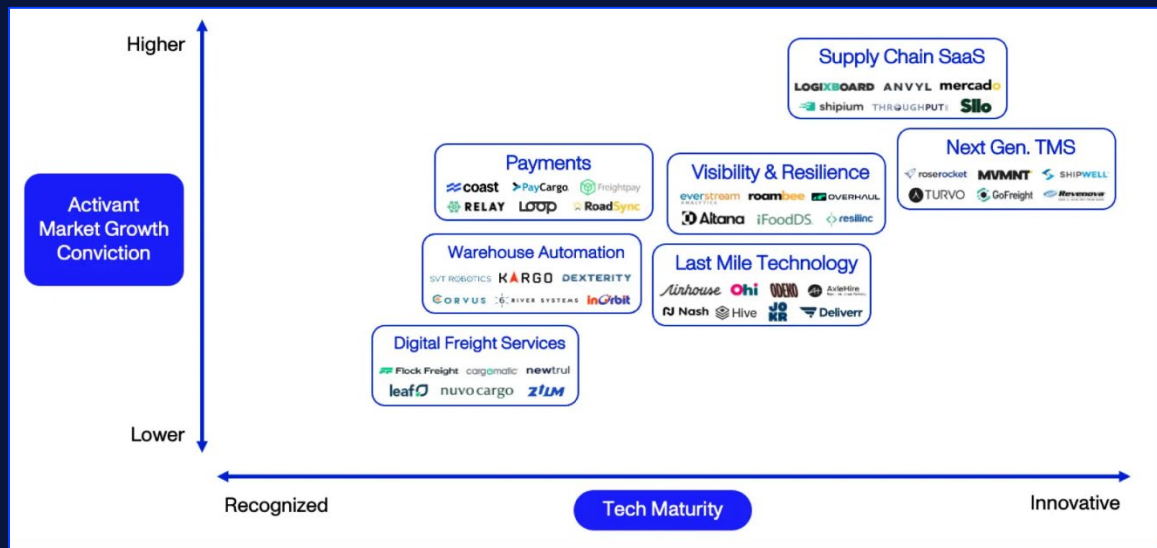 Higher
Activant
Market Growth
Conviction
Lower
Supply Chain SaaS
LOGIXBOARD ANVYL mercado
shipium THROUGHPUT Silo
Next Gen. TMS
roserocket MVMNT SHIPWELL
TURVO GoFreight Revenova
Payments
coast PayCargo Freightpay
RELAY LOOP RoadSync
Visibility & Resilience
everstream ANALYTICS roambee OVERHAUL
Altana iFoodDS resilinc
Warehouse Automation
SVT ROBOTICS KARGO DEXTERITY
CORVUS 6 RIVER SYSTEMS inOrbit
Last Mile Technology
Airhouse Ohi ODEKO AxleHire
Nash Hive JOKR Deliverr
Digital Freight Services
Flock Freight cargomatic newtrul
leaf nuvocargo ZUUM
Recognized
Tech Maturity
Innovative